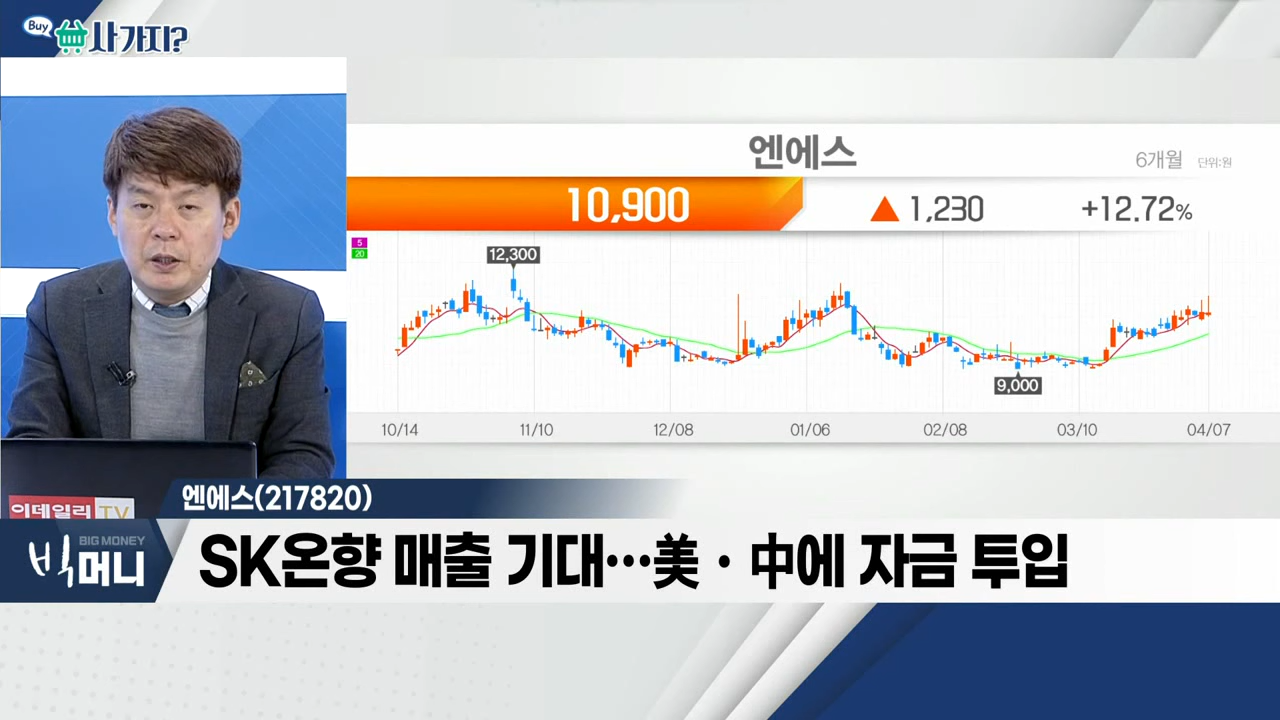 Buy 사가지?
엔에스
6개월 단위:원
10,900 ▲ 1,230 +12.72%
5
20
12,300
9,000
10/14 11/10 12/08 01/06 02/08 03/10 04/07
엔에스(217820)
이데일리 TV
BIG MONEY
빅머니
SK온향 매출 기대…美·中에 자금 투입